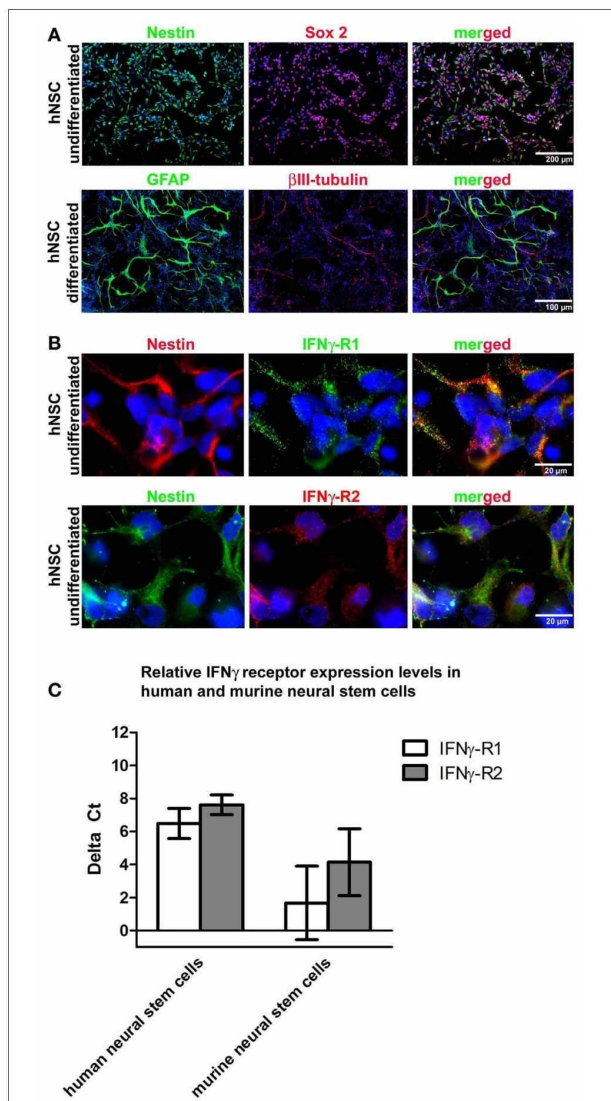 A
Nestin Sox 2 merged
hNSC
undifferentiated
200 µm
GFAP βIII-tubulin merged
hNSC
differentiated
100 µm
B
Nestin IFNγ-R1 merged
hNSC
undifferentiated
20 µm
Nestin IFNγ-R2 merged
hNSC
undifferentiated
20 µm
C
Relative IFNγ receptor expression levels in
human and murine neural stem cells
IFNγ-R1
IFNγ-R2
Delta Ct
12
10
8
6
4
2
0
human neural stem cells
murine neural stem cells